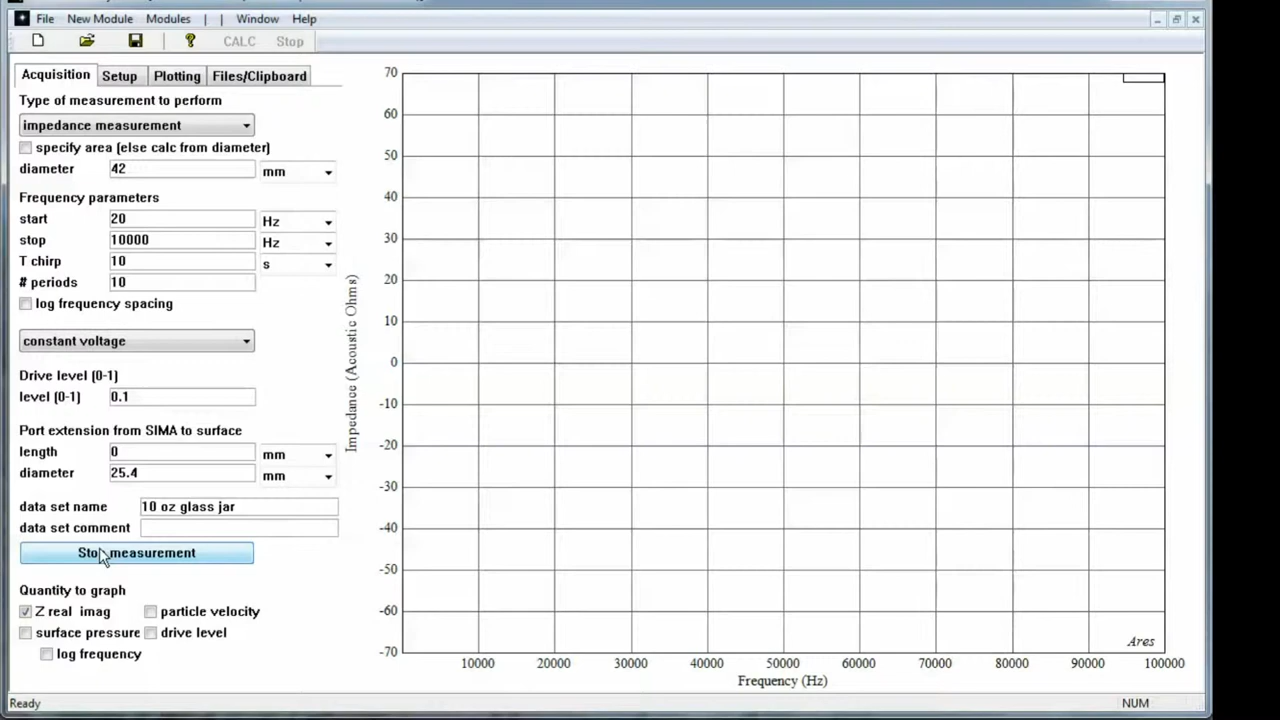 File New Module Modules | | Window Help
CALC Stop
Acquisition Setup Plotting Files/Clipboard
Type of measurement to perform
impedance measurement
specify area (else calc from diameter)
diameter 42 mm
Frequency parameters
start 20 Hz
stop 10000 Hz
T chirp 10 s
# periods 10
log frequency spacing
constant voltage
Drive level (0-1)
level (0-1) 0.1
Port extension from SIMA to surface
length 0 mm
diameter 25.4 mm
data set name 10 oz glass jar
data set comment
Stop measurement
Quantity to graph
Z real imag particle velocity
surface pressure drive level
log frequency
Impedance (Acoustic Ohms)
70
60
50
40
30
20
10
0
-10
-20
-30
-40
-50
-60
-70
Ares
10000 20000 30000 40000 50000 60000 70000 80000 90000 100000
Frequency (Hz)
Ready NUM